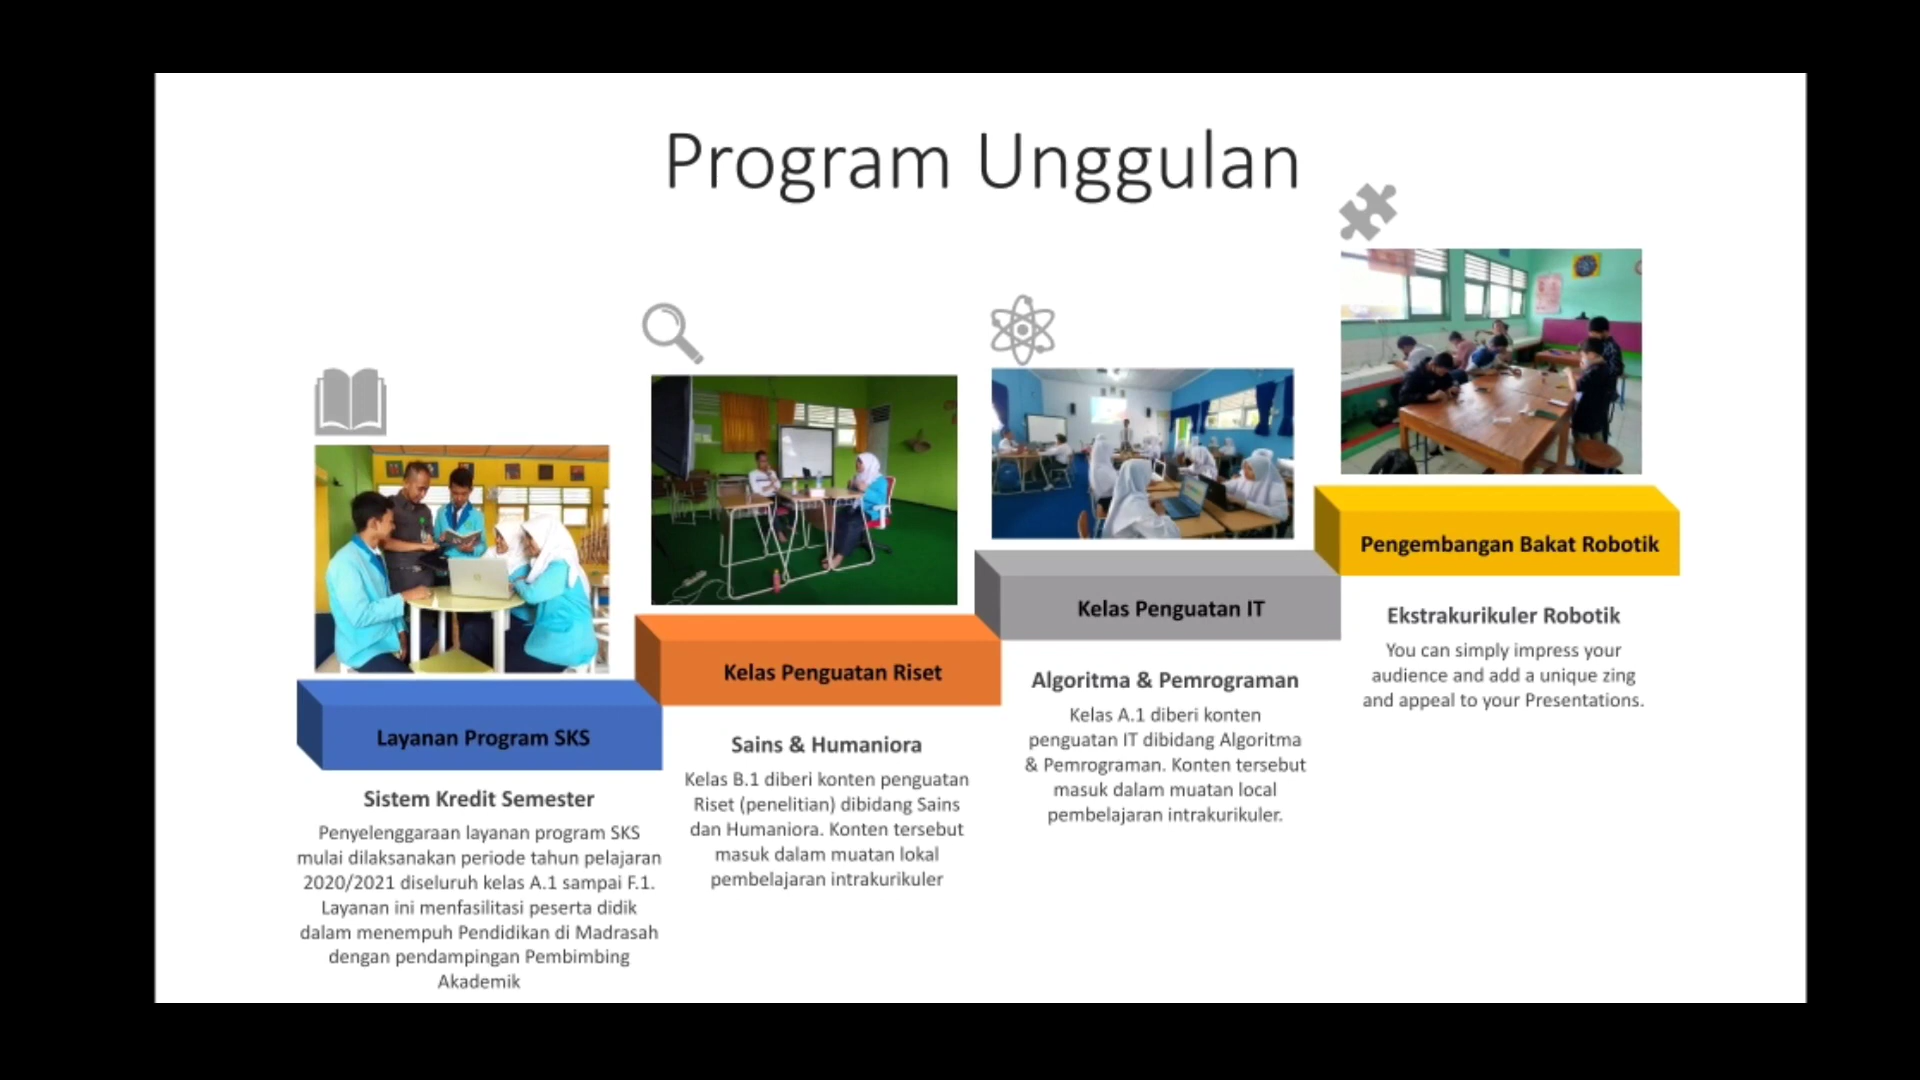 Program Unggulan
Layanan Program SKS
Sistem Kredit Semester
Penyelenggaraan layanan program SKS
mulai dilaksanakan periode tahun pelajaran
2020/2021 diseluruh kelas A.1 sampai F.1.
Layanan ini menfasilitasi peserta didik
dalam menempuh Pendidikan di Madrasah
dengan pendampingan Pembimbing
Akademik
Kelas Penguatan Riset
Sains & Humaniora
Kelas B.1 diberi konten penguatan
Riset (penelitian) dibidang Sains
dan Humaniora. Konten tersebut
masuk dalam muatan lokal
pembelajaran intrakurikuler
Kelas Penguatan IT
Algoritma & Pemrograman
Kelas A.1 diberi konten
penguatan IT dibidang Algoritma
& Pemrograman. Konten tersebut
masuk dalam muatan local
pembelajaran intrakurikuler.
Pengembangan Bakat Robotik
Ekstrakurikuler Robotik
You can simply impress your
audience and add a unique zing
and appeal to your Presentations.